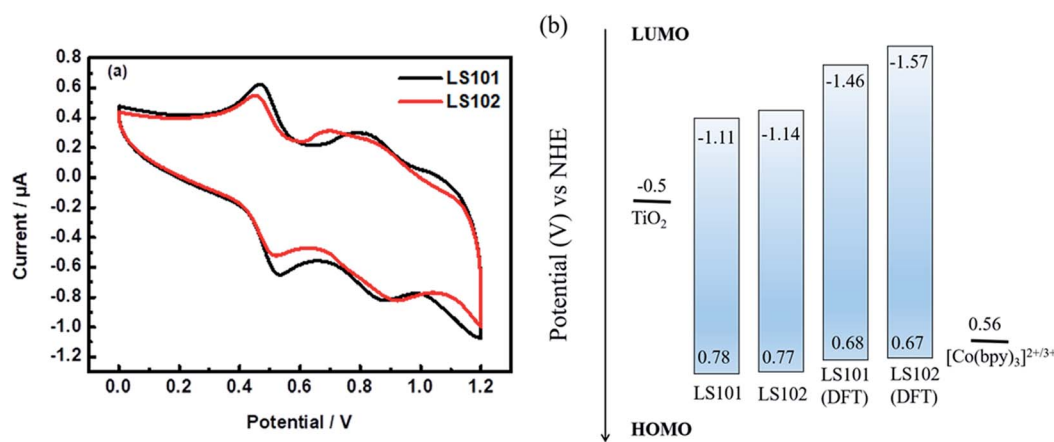 (a)
LS101
LS102
0.8
0.6
0.4
0.2
0.0
-0.2
-0.4
-0.6
-0.8
-1.0
-1.2
Current / μA
0.0 0.2 0.4 0.6 0.8 1.0 1.2
Potential / V
(b)
LUMO
Potential (V) vs NHE
HOMO
-0.5
TiO₂
-1.11
-1.14
-1.46
-1.57
0.78
0.77
0.68
0.67
LS101
LS102
LS101
(DFT)
LS102
(DFT)
0.56
[Co(bpy)₃]²⁺/³⁺